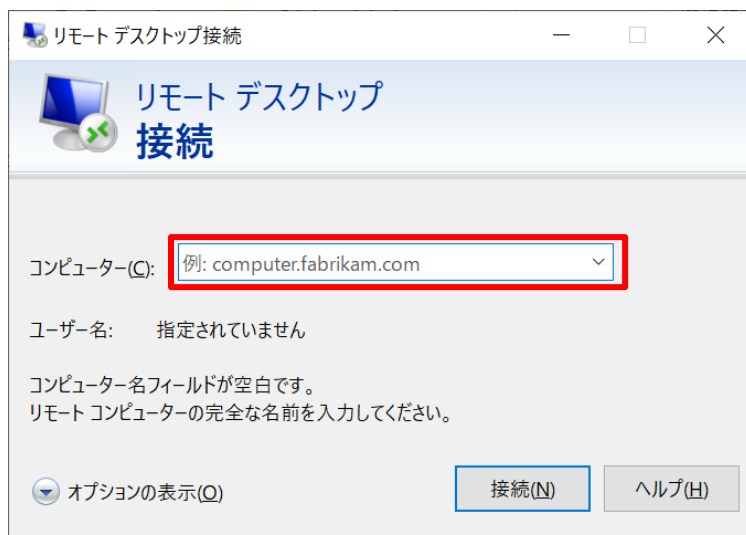 リモート デスクトップ接続
リモート デスクトップ
接続
コンピューター(C):
例: computer.fabrikam.com
ユーザー名: 指定されていません
コンピューター名フィールドが空白です。
リモート コンピューターの完全な名前を入力してください。
オプションの表示(O)
接続(N)
ヘルプ(H)